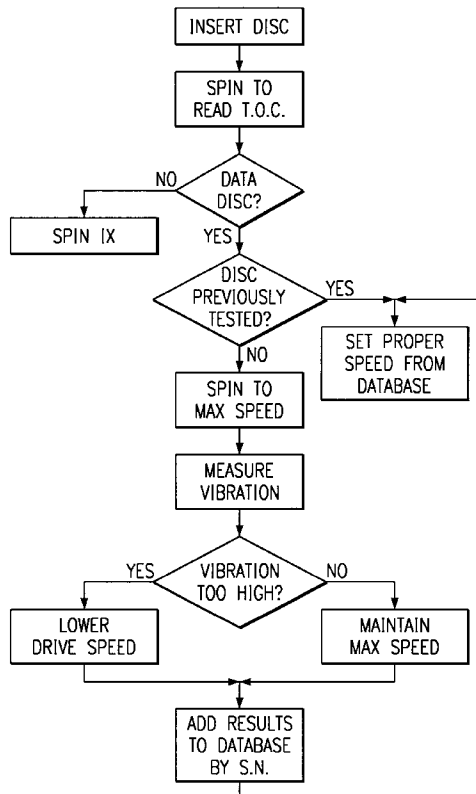 INSERT DISC
SPIN TO
READ T.O.C.
DATA
DISC?
NO
YES
SPIN IX
DISC
PREVIOUSLY
TESTED?
YES
NO
SET PROPER
SPEED FROM
DATABASE
SPIN TO
MAX SPEED
MEASURE
VIBRATION
VIBRATION
TOO HIGH?
YES
NO
LOWER
DRIVE SPEED
MAINTAIN
MAX SPEED
ADD RESULTS
TO DATABASE
BY S.N.